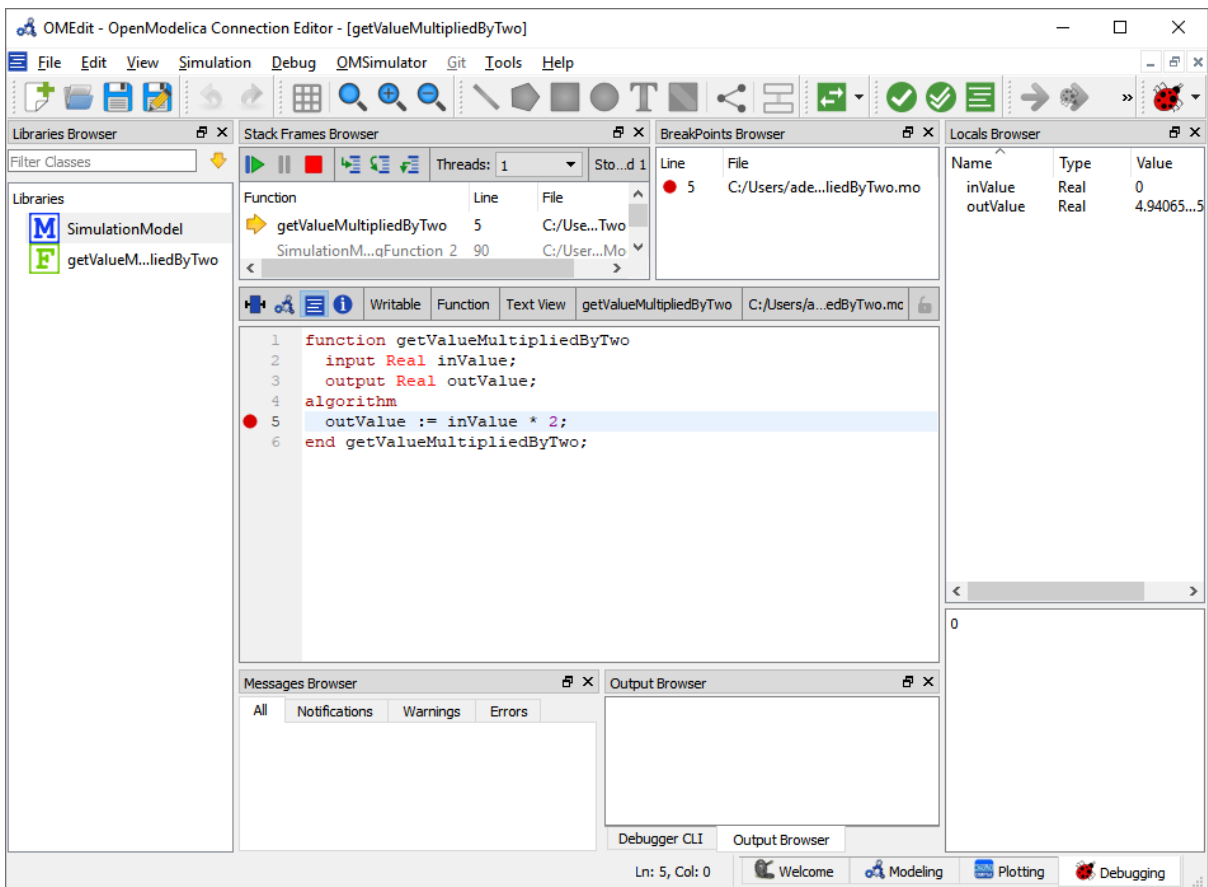 OMEdit - OpenModelica Connection Editor - [getValueMultipliedByTwo]
File Edit View Simulation Debug OMSimulator Git Tools Help
T
»
Libraries Browser
Filter Classes
Libraries
M SimulationModel
F getValueM...liedByTwo
Stack Frames Browser
Threads: 1 Sto...d 1
Function Line File
getValueMultipliedByTwo 5 C:/Use...Two
SimulationM...gFunction_2 90 C:/User...Mo
BreakPoints Browser
Line File
5 C:/Users/ade...liedByTwo.mo
Locals Browser
Name Type Value
inValue Real 0
outValue Real 4.94065...5
0
Writable Function Text View getValueMultipliedByTwo C:/Users/a...edByTwo.mo
1 function getValueMultipliedByTwo
2 input Real inValue;
3 output Real outValue;
4 algorithm
5 outValue := inValue * 2;
6 end getValueMultipliedByTwo;
Messages Browser
All Notifications Warnings Errors
Output Browser
Debugger CLI Output Browser
Ln: 5, Col: 0 Welcome Modeling Plotting Debugging